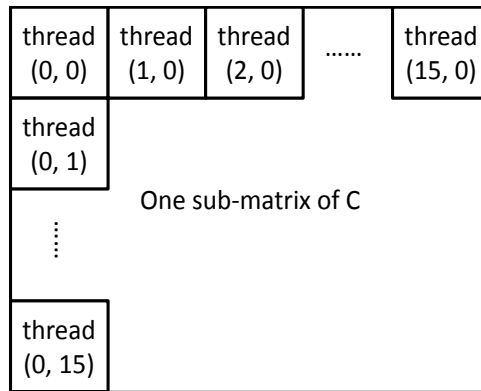 thread
(0, 0)
thread
(1, 0)
thread
(2, 0)
......
thread
(15, 0)
thread
(0, 1)
One sub-matrix of C
......
thread
(0, 15)